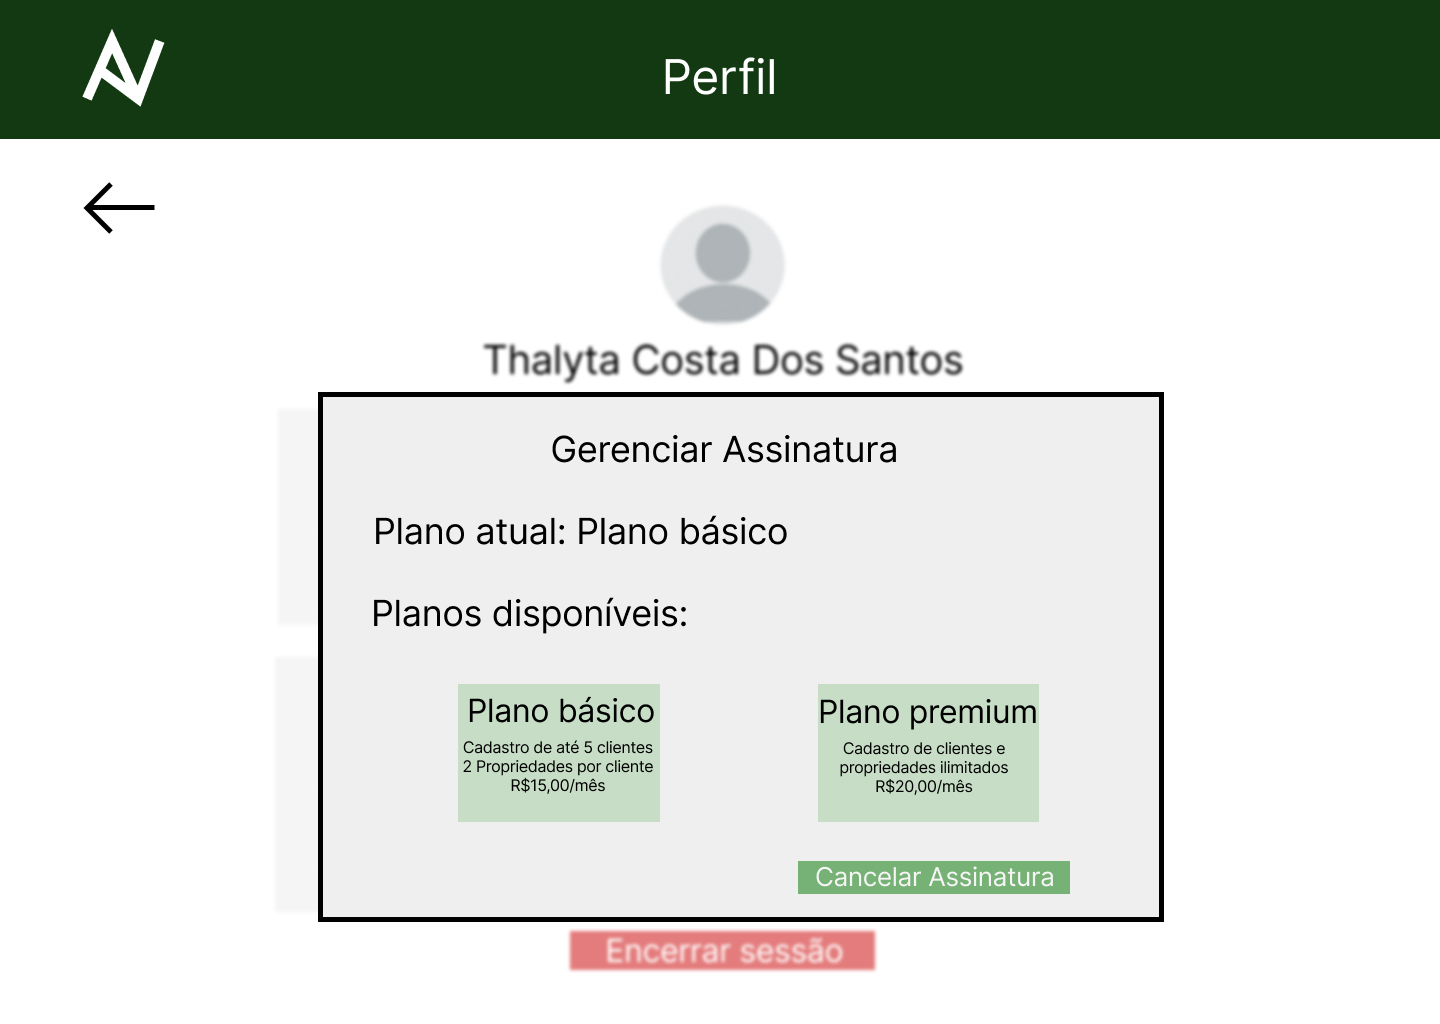 Perfil
Thalyta Costa Dos Santos
Gerenciar Assinatura
Plano atual: Plano básico
Planos disponíveis:
Plano básico
Cadastro de até 5 clientes
2 Propriedades por cliente
R$15,00/mês
Plano premium
Cadastro de clientes e
propriedades ilimitados
R$20,00/mês
Cancelar Assinatura
Encerrar sessão